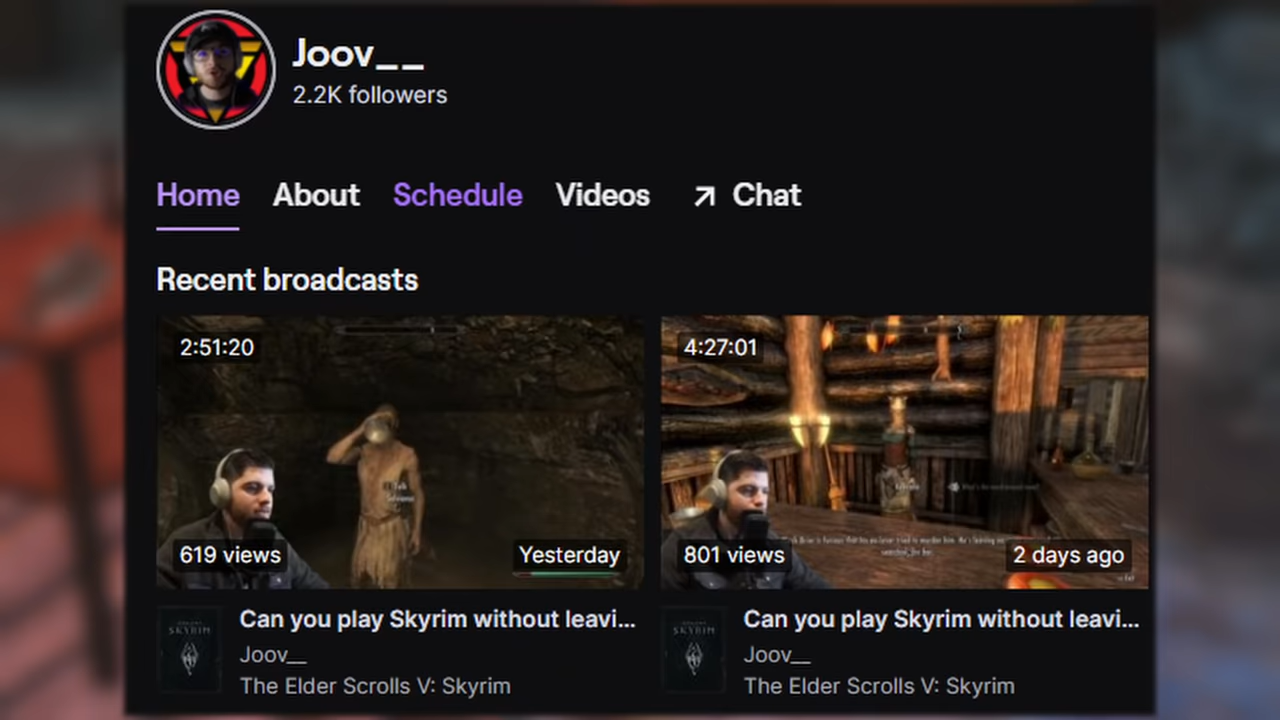 Joov__
2.2K followers
Home About Schedule Videos Chat
Recent broadcasts
2:51:20
619 views
Yesterday
Can you play Skyrim without leavi...
Joov__
The Elder Scrolls V: Skyrim
SKYRIM
4:27:01
801 views
2 days ago
Can you play Skyrim without leavi...
Joov__
The Elder Scrolls V: Skyrim
SKYRIM